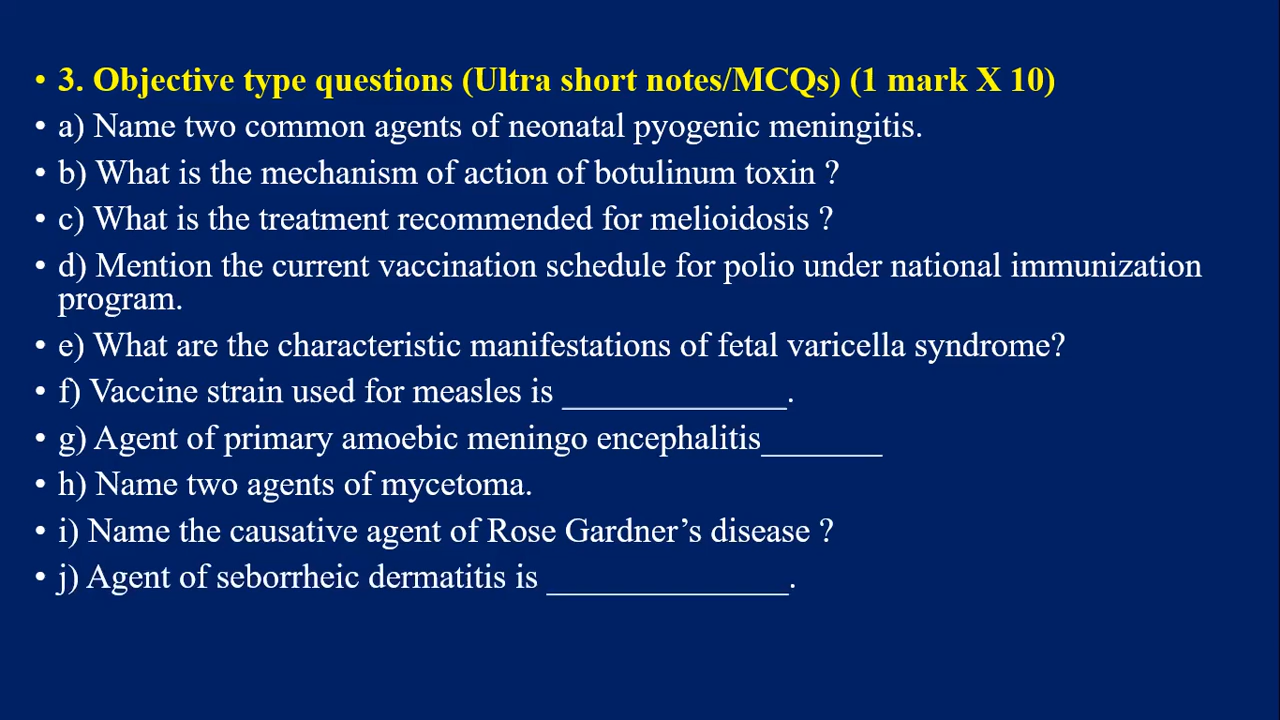 • 3. Objective type questions (Ultra short notes/MCQs) (1 mark X 10)
• a) Name two common agents of neonatal pyogenic meningitis.
• b) What is the mechanism of action of botulinum toxin ?
• c) What is the treatment recommended for melioidosis ?
• d) Mention the current vaccination schedule for polio under national immunization
program.
• e) What are the characteristic manifestations of fetal varicella syndrome?
• f) Vaccine strain used for measles is _____________.
• g) Agent of primary amoebic meningo encephalitis_______
• h) Name two agents of mycetoma.
• i) Name the causative agent of Rose Gardner’s disease ?
• j) Agent of seborrheic dermatitis is ______________.